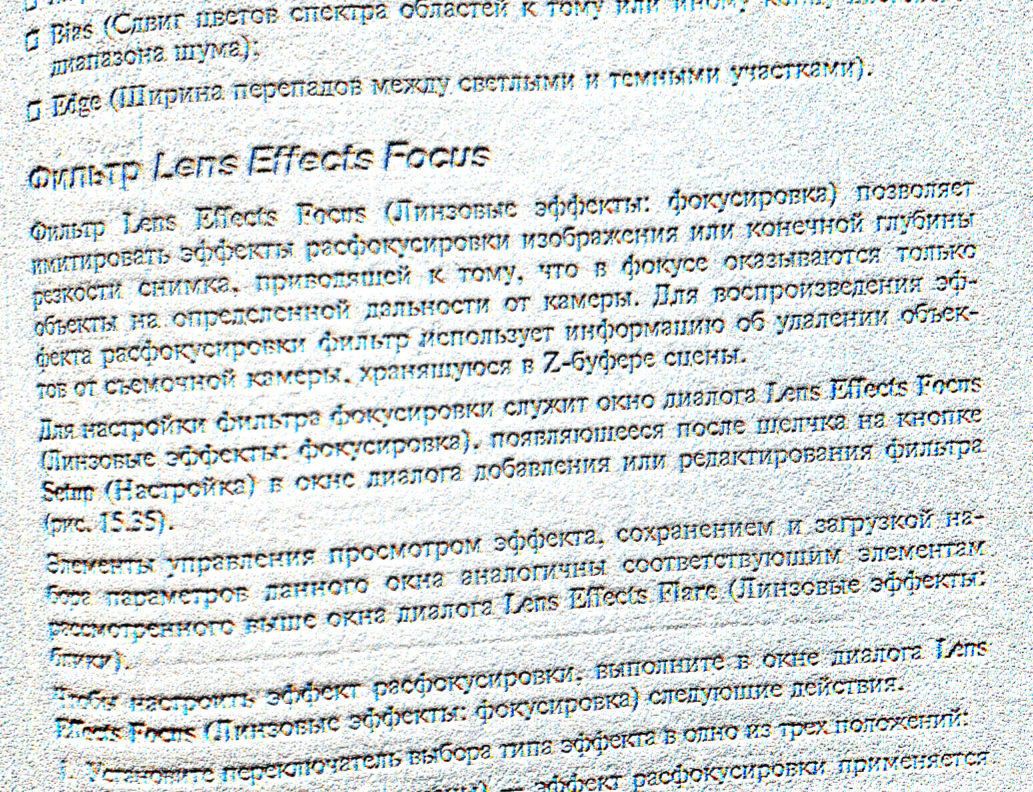 Bias (Сдвиг цветов спектра областей к тому или иному
диапазона шума);
Edge (Ширина перепадов между светлыми и темными участками).
Фильтр Lens Effects Focus
Фильтр Lens Effects Focus (Линзовые эффекты: фокусировка) позволяет
имитировать эффекты расфокусировки изображения или конечной глубины
резкости снимка, приводящей к тому, что в фокусе оказываются только
объекты на определенной дальности от камеры. Для воспроизведения эф-
фекта расфокусировки фильтр использует информацию об удалении объек-
тов от съемочной камеры, хранящуюся в Z-буфере сцены.
Для настройки фильтра фокусировки служит окно диалога Lens Effects Focus
(Линзовые эффекты: фокусировка), появляющееся после щелчка на кнопке
Setup (Настройка) в окне диалога добавления или редактирования фильтра
(рис. 15.35).
Элементы управления просмотром эффекта, сохранением и загрузкой на-
бора параметров данного окна аналогичны соответствующим элементам
рассмотренного выше окна диалога Lens Effects Flare (Линзовые эффекты:
блики).
Чтобы настроить эффект расфокусировки, выполните в окне диалога Lens
Effects Focus (Линзовые эффекты: фокусировка) следующие действия.
1. Установите переключатель выбора типа эффекта в одно из трех положений:
— эффект расфокусировки применяется